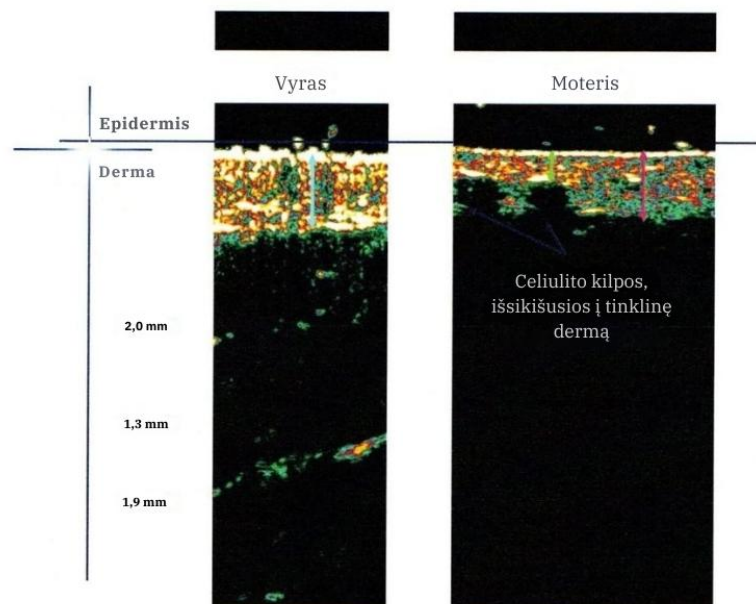 Vyras
Moteris
Epidermis
Derma
Celiulito kilpos,
išsikišusios į tinklinę
dermą
2,0 mm
1,3 mm
1,9 mm